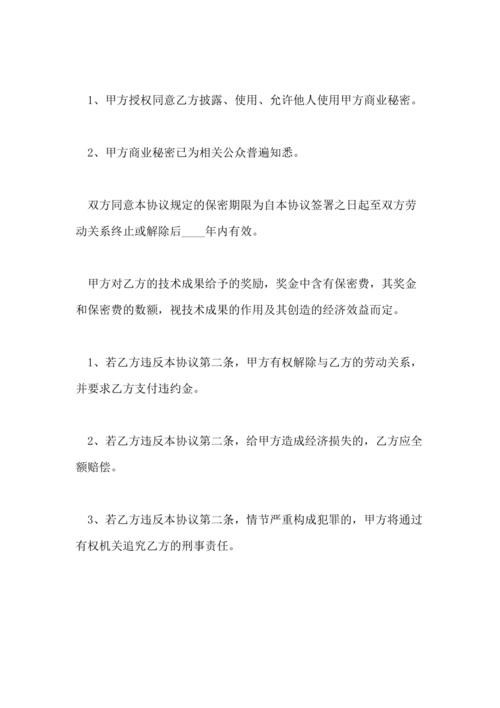 1、甲方授权同意乙方披露、使用、允许他人使用甲方商业秘密。
2、甲方商业秘密已为相关公众普遍知悉。
双方同意本协议规定的保密期限为自本协议签署之日起至双方劳
动关系终止或解除后____年内有效。
甲方对乙方的技术成果给予的奖励，奖金中含有保密费，其奖金
和保密费的数额，视技术成果的作用及其创造的经济效益而定。
1、若乙方违反本协议第二条，甲方有权解除与乙方的劳动关系，
并要求乙方支付违约金。
2、若乙方违反本协议第二条，给甲方造成经济损失的，乙方应全
额赔偿。
3、若乙方违反本协议第二条，情节严重构成犯罪的，甲方将通过
有权机关追究乙方的刑事责任。